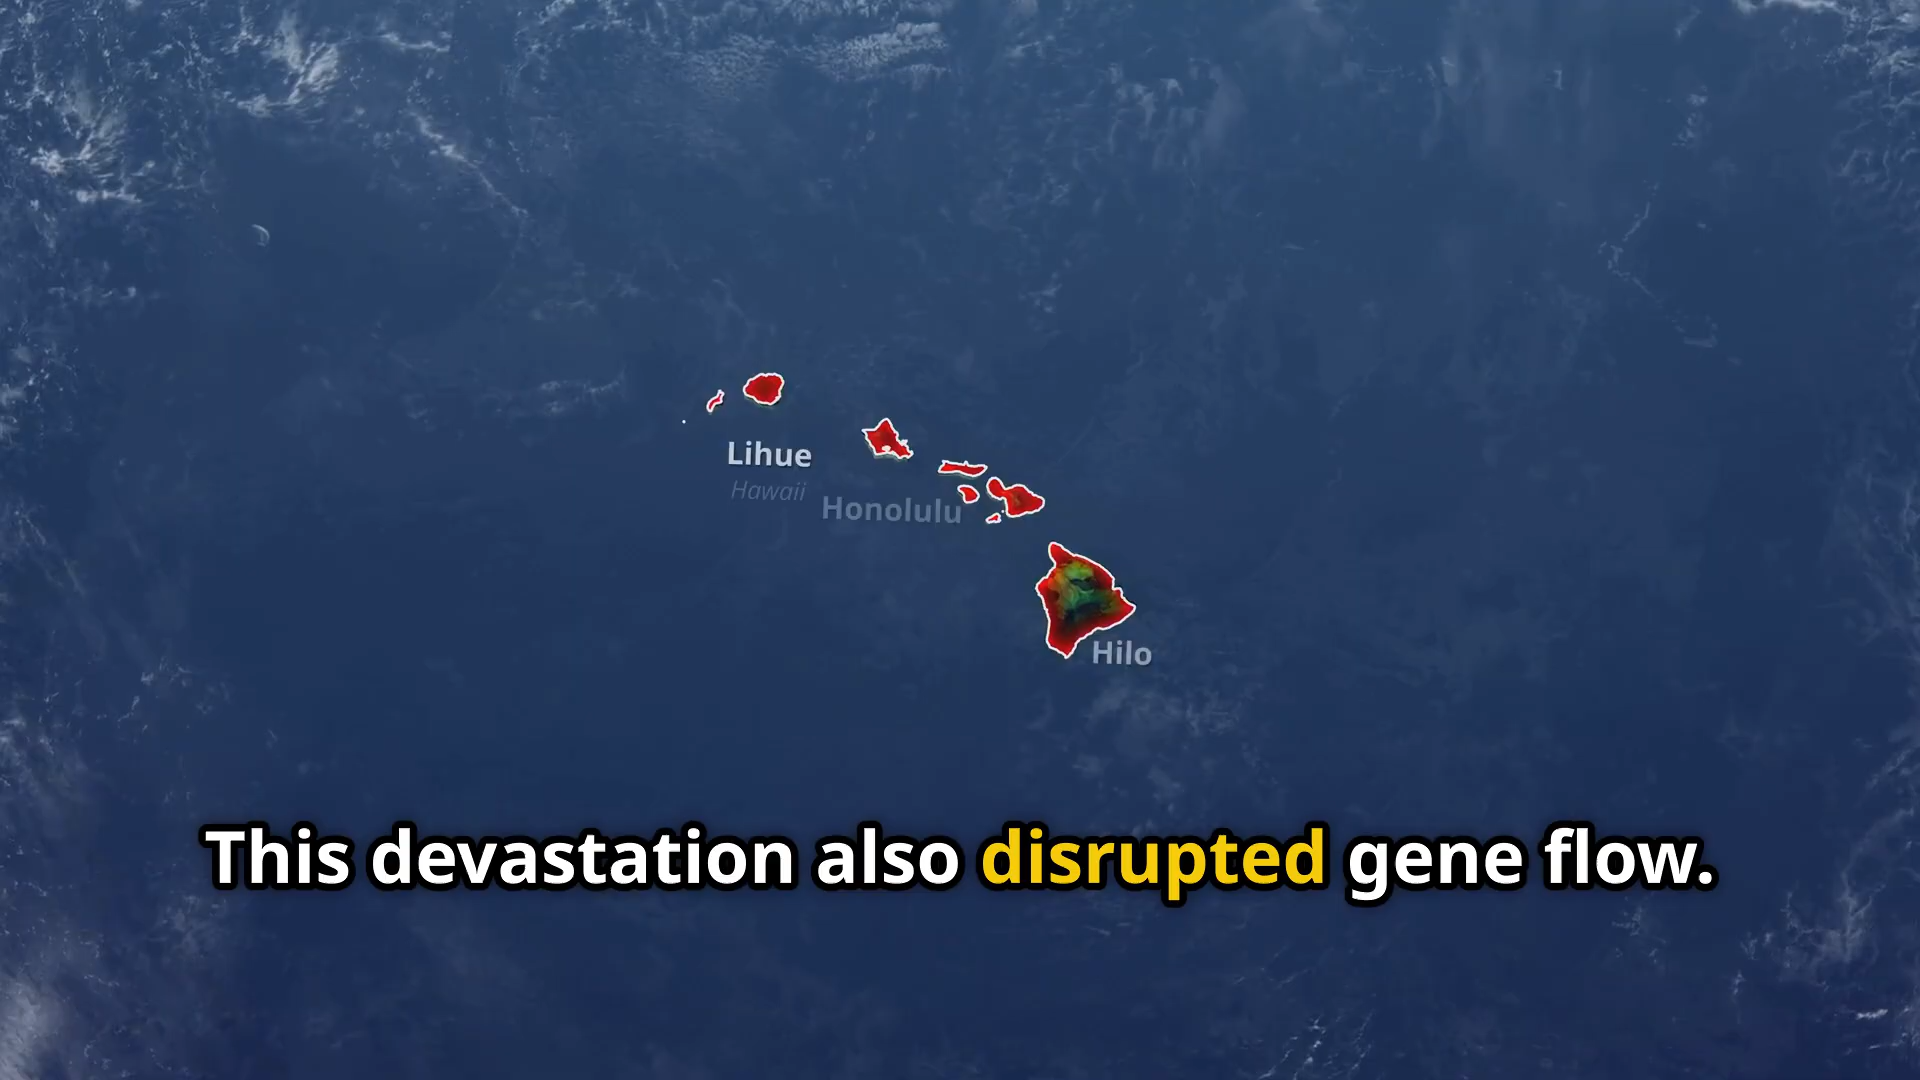 Lihue
Hawaii
Honolulu
Hilo
This devastation also disrupted gene flow.